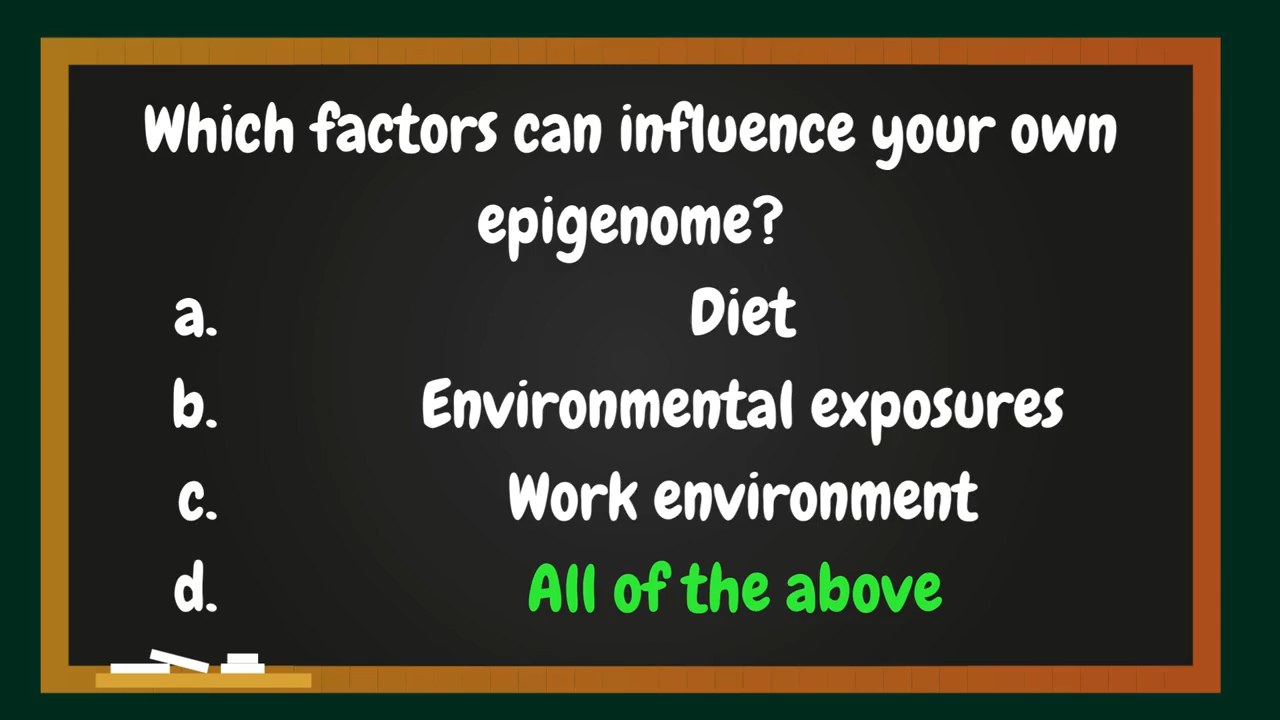 Which factors can influence your own
epigenome?
a. Diet
b. Environmental exposures
c. Work environment
d. All of the above